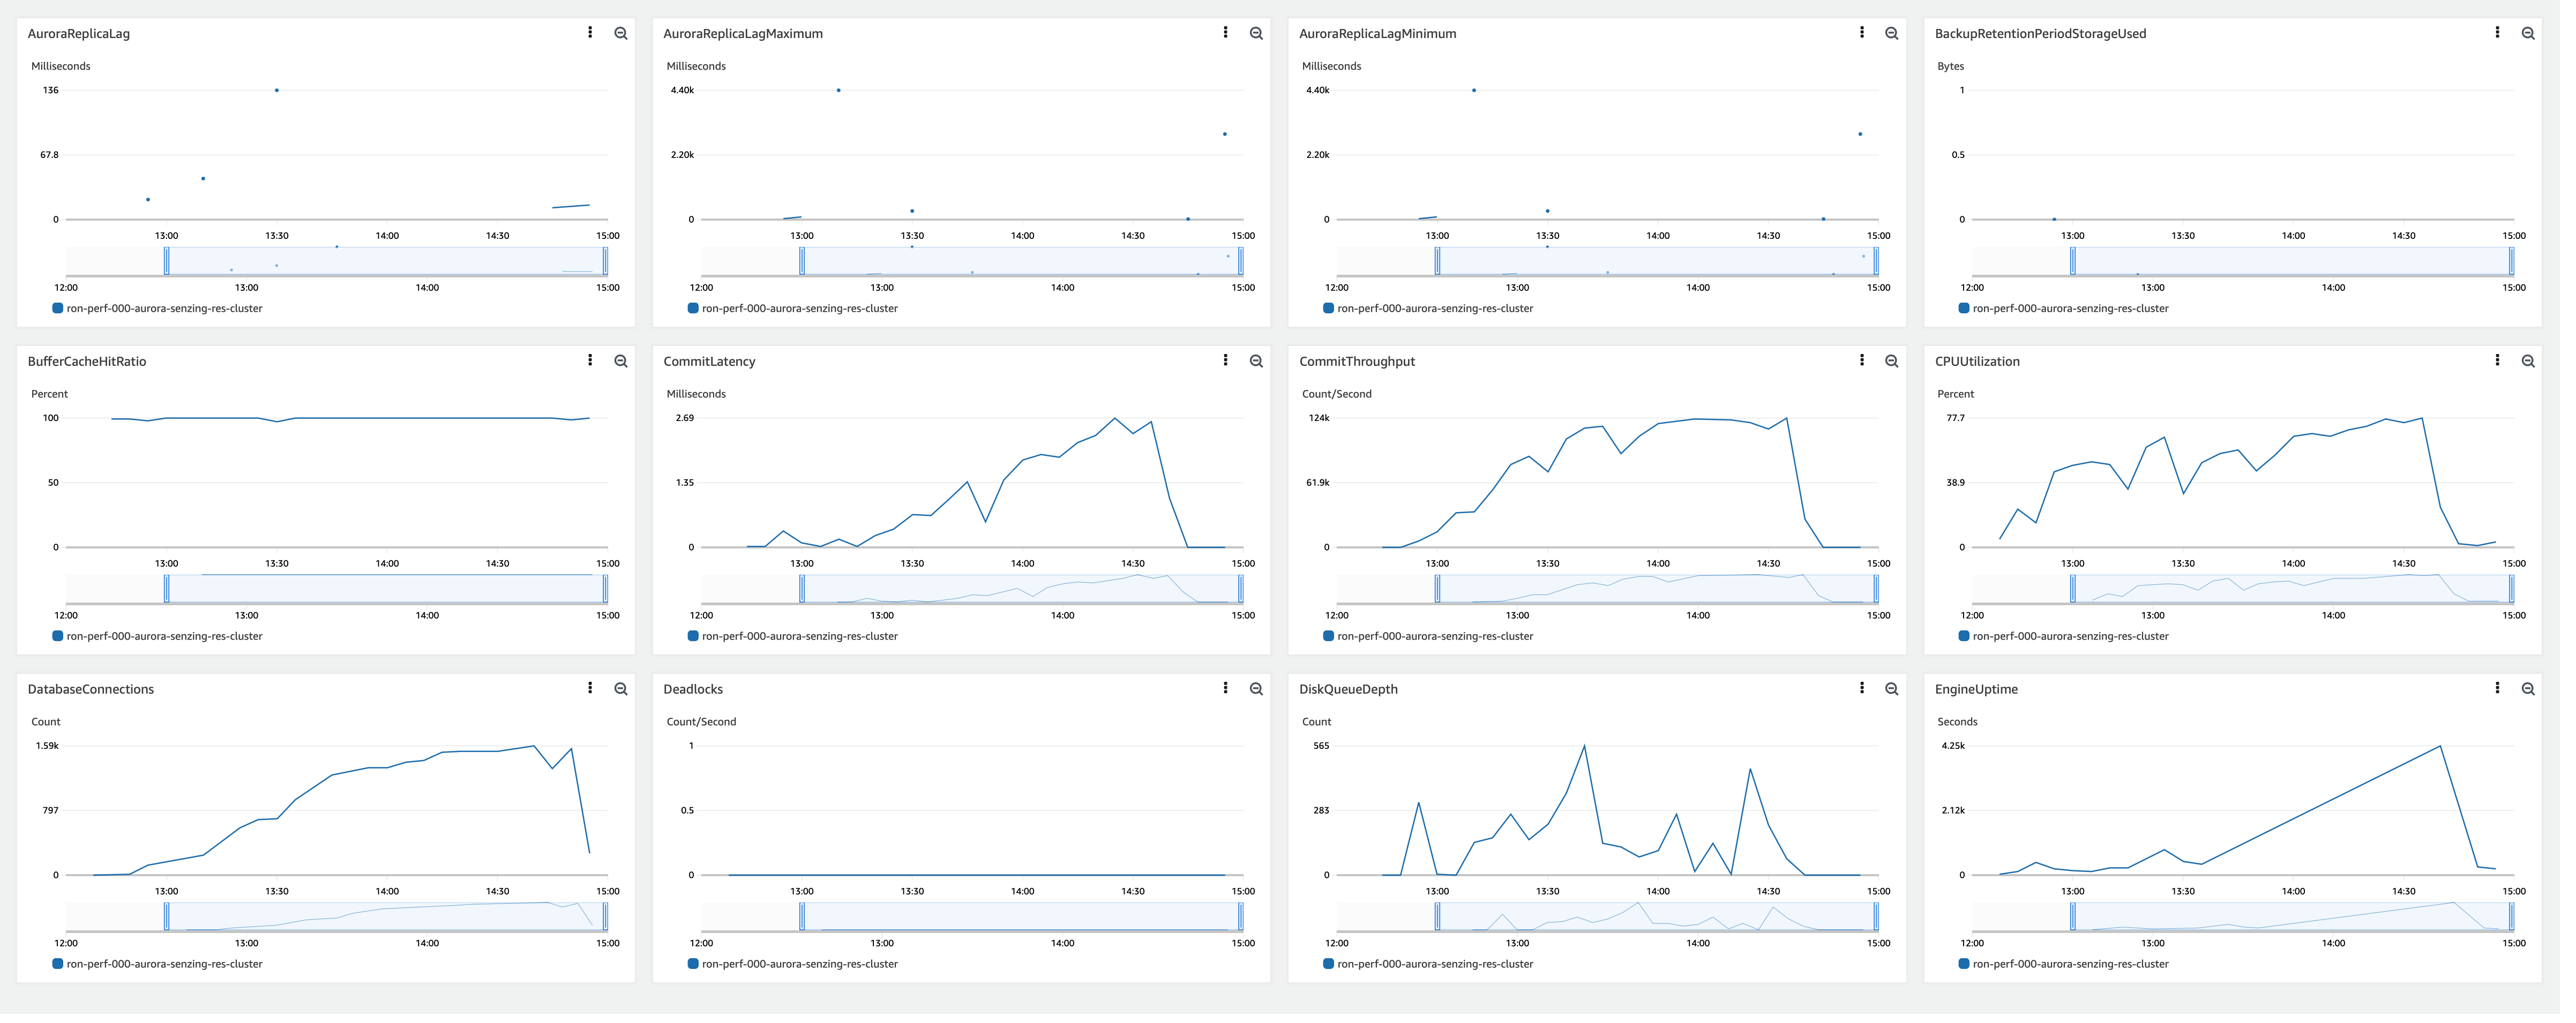 AuroraReplicaLag
Milliseconds
136
67.8
0
13:00 13:30 14:00 14:30 15:00
12:00 13:00 14:00 15:00
ron-perf-000-aurora-senzing-res-cluster
AuroraReplicaLagMaximum
Milliseconds
4.40k
2.20k
0
13:00 13:30 14:00 14:30 15:00
12:00 13:00 14:00 15:00
ron-perf-000-aurora-senzing-res-cluster
AuroraReplicaLagMinimum
Milliseconds
4.40k
2.20k
0
13:00 13:30 14:00 14:30 15:00
12:00 13:00 14:00 15:00
ron-perf-000-aurora-senzing-res-cluster
BackupRetentionPeriodStorageUsed
Bytes
1
0.5
0
13:00 13:30 14:00 14:30 15:00
12:00 13:00 14:00 15:00
ron-perf-000-aurora-senzing-res-cluster
BufferCacheHitRatio
Percent
100
50
0
13:00 13:30 14:00 14:30 15:00
12:00 13:00 14:00 15:00
ron-perf-000-aurora-senzing-res-cluster
CommitLatency
Milliseconds
2.69
1.35
0
13:00 13:30 14:00 14:30 15:00
12:00 13:00 14:00 15:00
ron-perf-000-aurora-senzing-res-cluster
CommitThroughput
Count/Second
124k
61.9k
0
13:00 13:30 14:00 14:30 15:00
12:00 13:00 14:00 15:00
ron-perf-000-aurora-senzing-res-cluster
CPUUtilization
Percent
77.7
38.9
0
13:00 13:30 14:00 14:30 15:00
12:00 13:00 14:00 15:00
ron-perf-000-aurora-senzing-res-cluster
DatabaseConnections
Count
1.59k
797
0
13:00 13:30 14:00 14:30 15:00
12:00 13:00 14:00 15:00
ron-perf-000-aurora-senzing-res-cluster
Deadlocks
Count/Second
1
0.5
0
13:00 13:30 14:00 14:30 15:00
12:00 13:00 14:00 15:00
ron-perf-000-aurora-senzing-res-cluster
DiskQueueDepth
Count
565
283
0
13:00 13:30 14:00 14:30 15:00
12:00 13:00 14:00 15:00
ron-perf-000-aurora-senzing-res-cluster
EngineUptime
Seconds
4.25k
2.12k
0
13:00 13:30 14:00 14:30 15:00
12:00 13:00 14:00 15:00
ron-perf-000-aurora-senzing-res-cluster